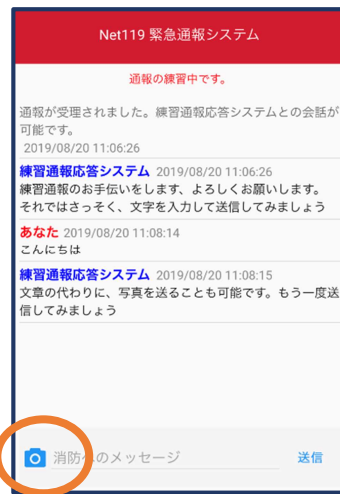 Net119 緊急通報システム
通報の練習中です。
通報が受理されました。練習通報応答システムとの会話が
可能です。
2019/08/20 11:06:26
練習通報応答システム 2019/08/20 11:06:26
練習通報のお手伝いをします、よろしくお願いします。
それではさっそく、文字を入力して送信してみましょう
あなた 2019/08/20 11:08:14
こんにちは
練習通報応答システム 2019/08/20 11:08:15
文章の代わりに、写真を送ることも可能です。もう一度送
信してみましょう
消防へのメッセージ 送信